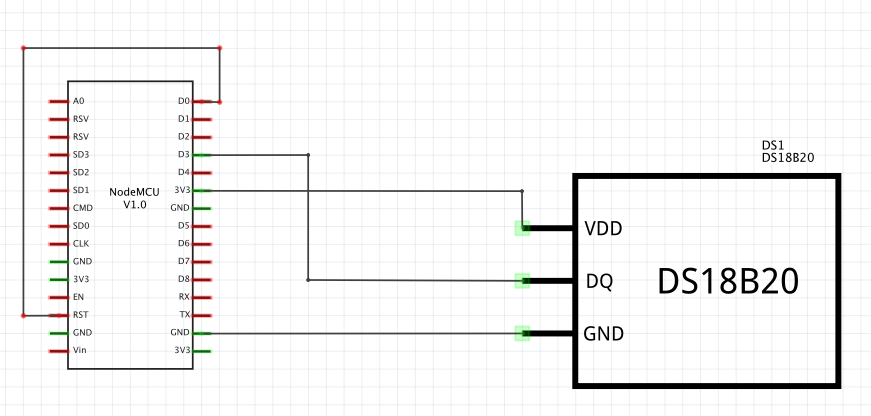 A0
RSV
RSV
SD3
SD2
SD1
CMD
SD0
CLK
GND
3V3
EN
RST
GND
Vin
NodeMCU
V1.0
D0
D1
D2
D3
D4
3V3
GND
D5
D6
D7
D8
RX
TX
GND
3V3
DS1
DS18B20
VDD
DQ
GND
DS18B20